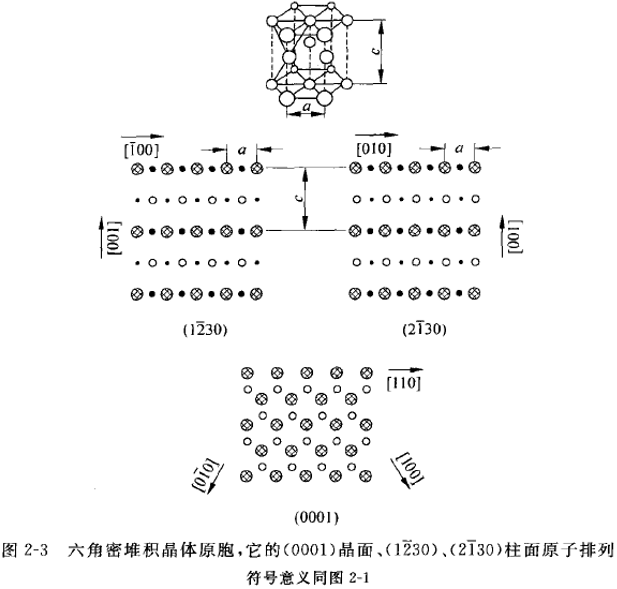 c
a
[1̄00]
a
[010]
a
c
[001]
[001]
(12̄30)
(21̄30)
[110]
[01̄0]
[100]
(0001)
图 2-3 六角密堆积晶体原胞,它的(0001)晶面、(12̄30)、(21̄30)柱面原子排列
符号意义同图 2-1